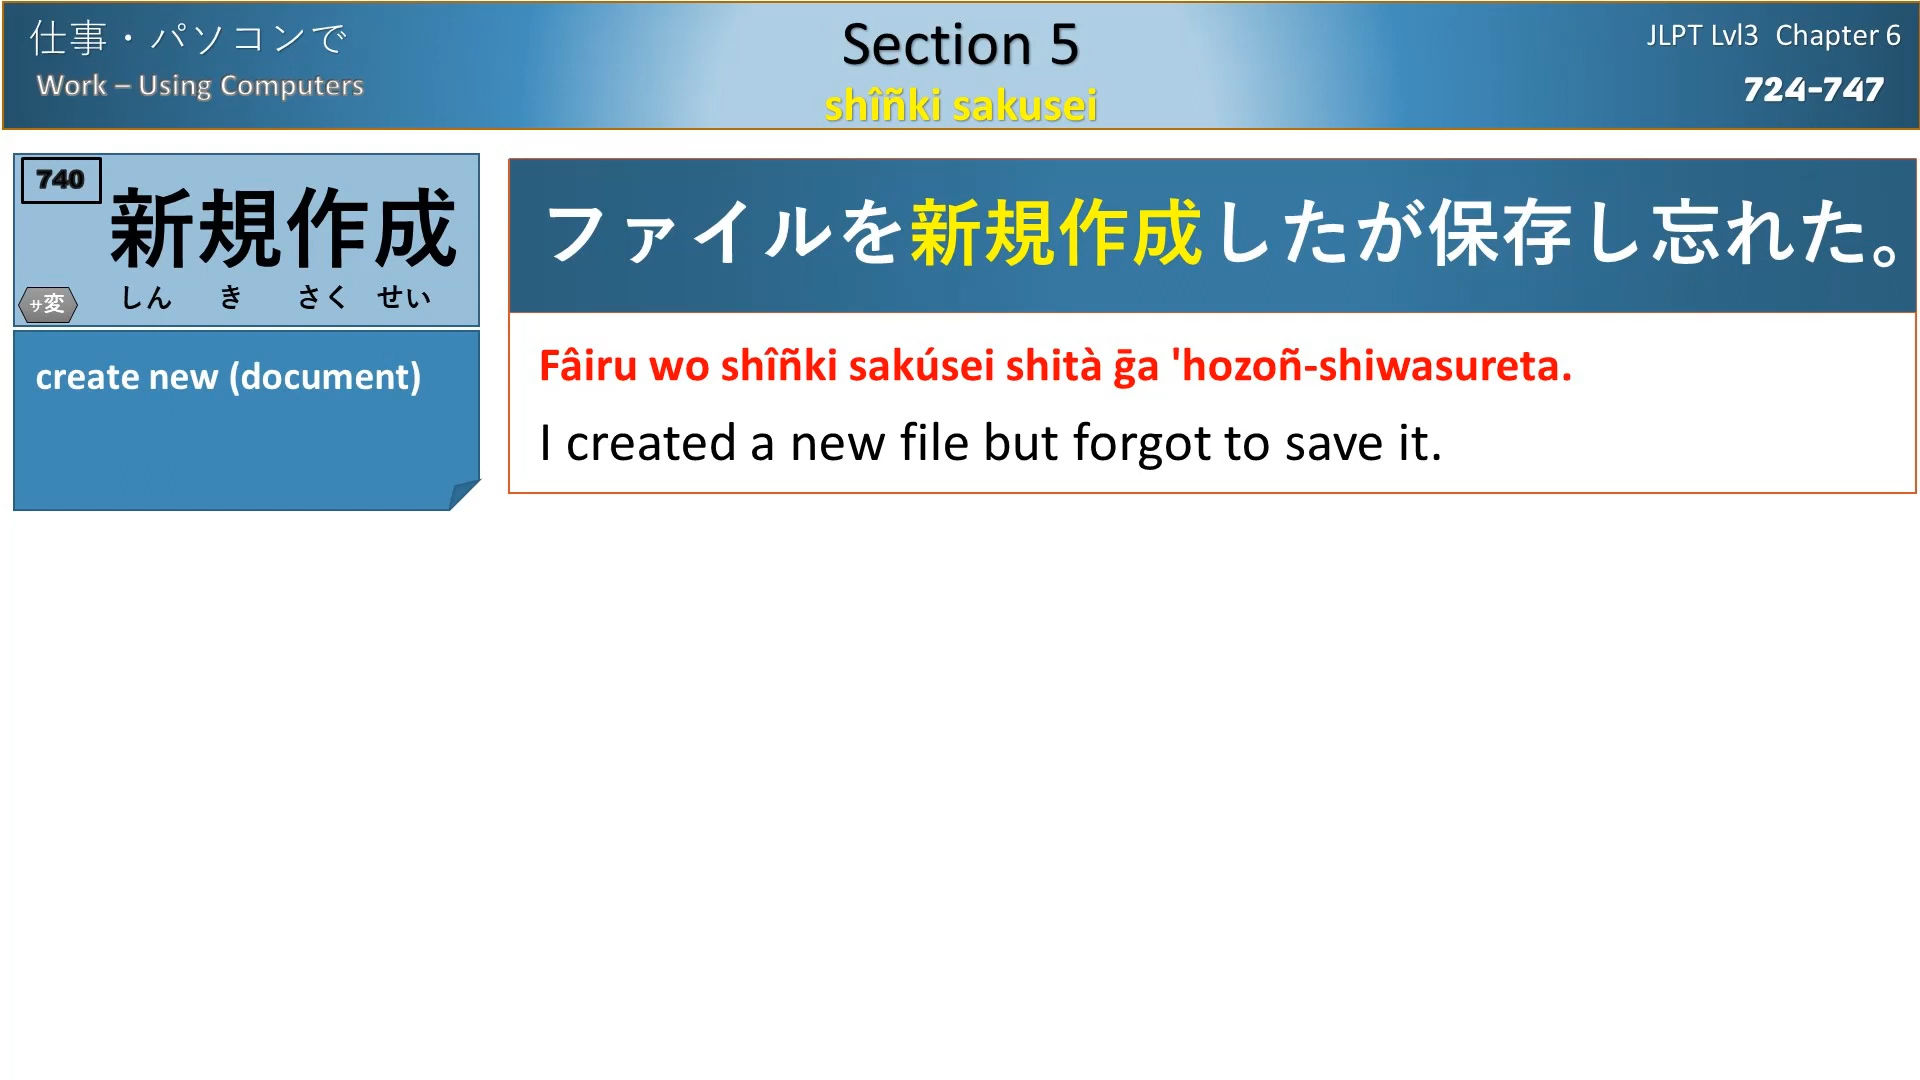 仕事・パソコンで
Work – Using Computers
Section 5
shîñki sakusei
JLPT Lvl3 Chapter 6
724-747
740
新規作成
しん き さく せい
サ変
create new (document)
ファイルを新規作成したが保存し忘れた。
Fâiru wo shîñki sakúsei shità ḡa 'hozoñ-shiwasureta.
I created a new file but forgot to save it.